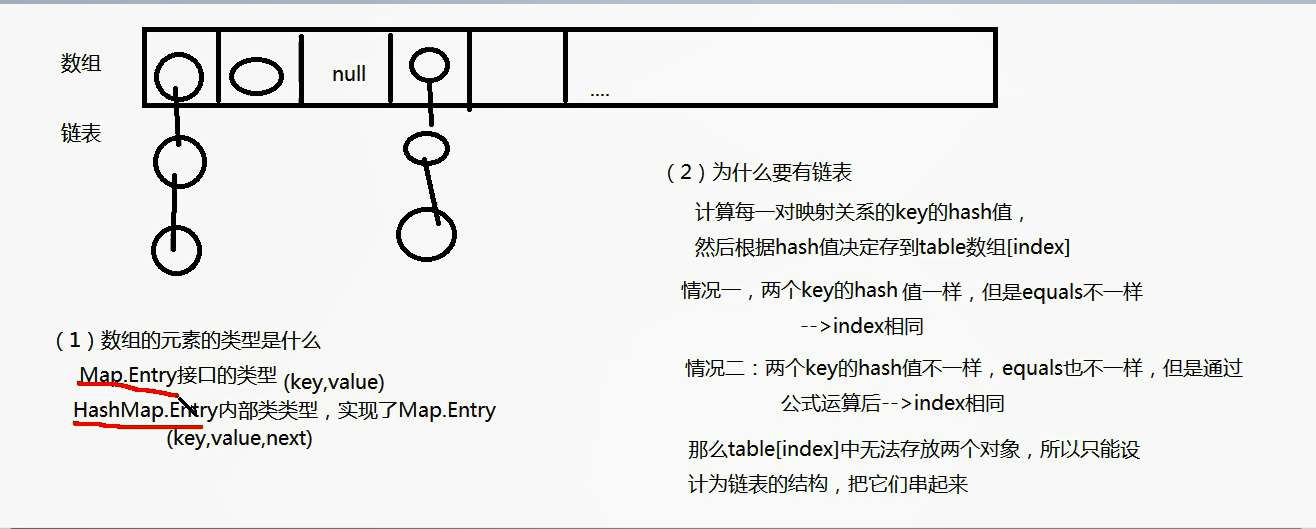 数组
null
....
链表
（1）数组的元素的类型是什么
Map.Entry接口的类型 (key,value)
HashMap.Entry内部类类型，实现了Map.Entry
(key,value,next)
（2）为什么要有链表
计算每一对映射关系的key的hash值，
然后根据hash值决定存到table数组[index]
情况一，两个key的hash 值一样，但是equals不一样
-->index相同
情况二：两个key的hash值不一样，equals也不一样，但是通过
公式运算后-->index相同
那么table[index]中无法存放两个对象，所以只能设
计为链表的结构，把它们串起来